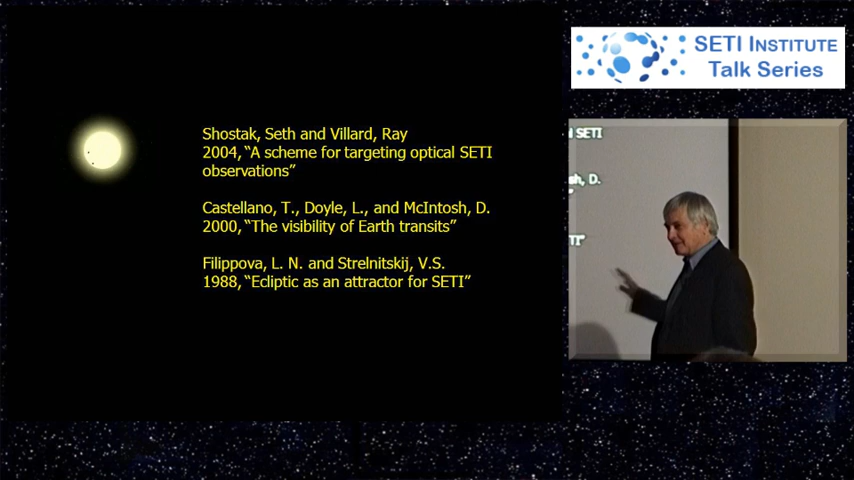 SETI INSTITUTE
Talk Series
Shostak, Seth and Villard, Ray
2004, “A scheme for targeting optical SETI
observations”
Castellano, T., Doyle, L., and McIntosh, D.
2000, “The visibility of Earth transits”
Filippova, L. N. and Strelnitskij, V.S.
1988, “Ecliptic as an attractor for SETI”
SETI
D.